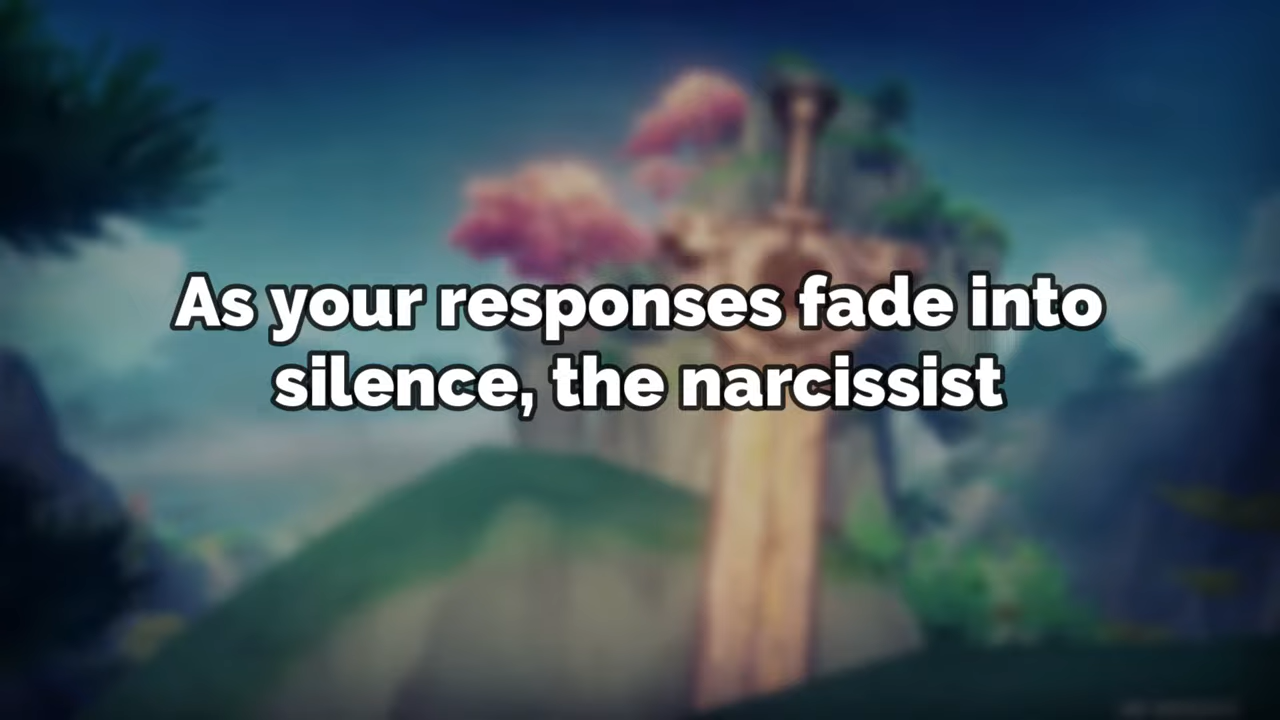 As your responses fade into
silence, the narcissist